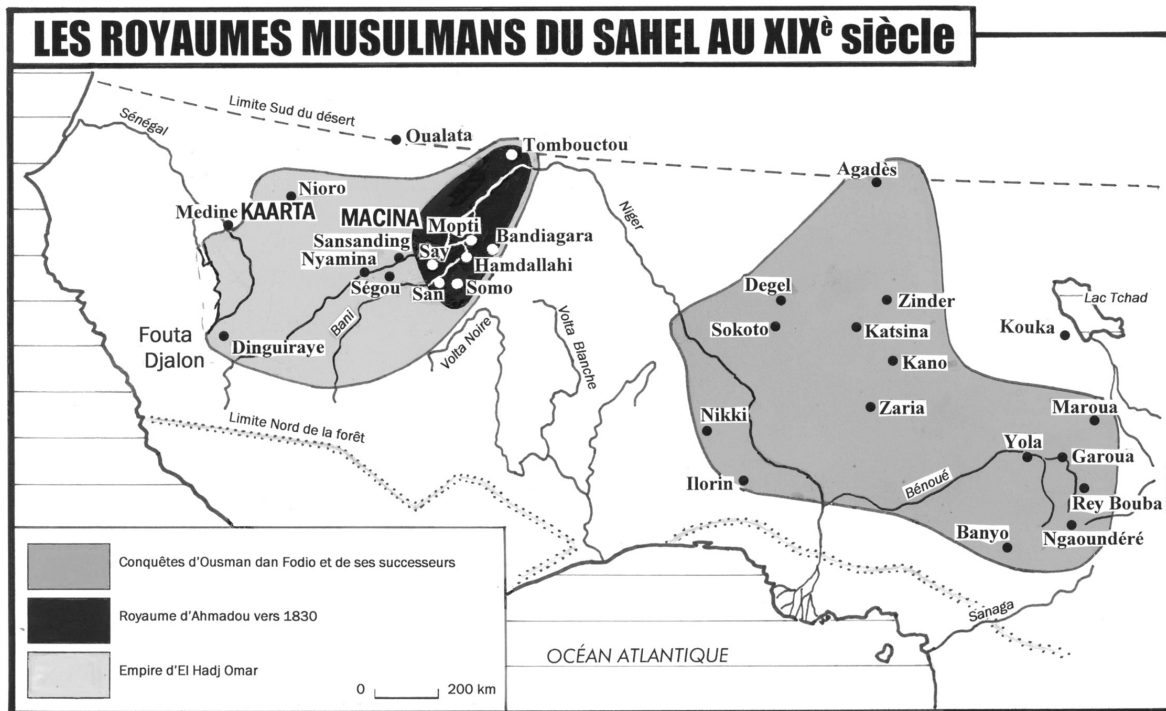 LES ROYAUMES MUSULMANS DU SAHEL AU XIXè siècle
Limite Sud du désert
Sénégal
Oualata
Tombouctou
Agadès
Nioro
Medine
KAARTA
MACINA
Mopti
Niger
Sansanding
Say
Bandiagara
Nyamina
Hamdallahi
Ségou
San
Somo
Degel
Zinder
Lac Tchad
Bani
Volta Noire
Volta Blanche
Sokoto
Katsina
Kouka
Fouta
Djalon
Dinguiraye
Kano
Limite Nord de la forêt
Nikki
Zaria
Maroua
Yola
Garoua
Ilorin
Bénoué
Rey Bouba
Banyo
Ngaoundéré
Sanaga
OCÉAN ATLANTIQUE
Conquêtes d'Ousman dan Fodio et de ses successeurs
Royaume d'Ahmadou vers 1830
Empire d'El Hadj Omar
0 200 km